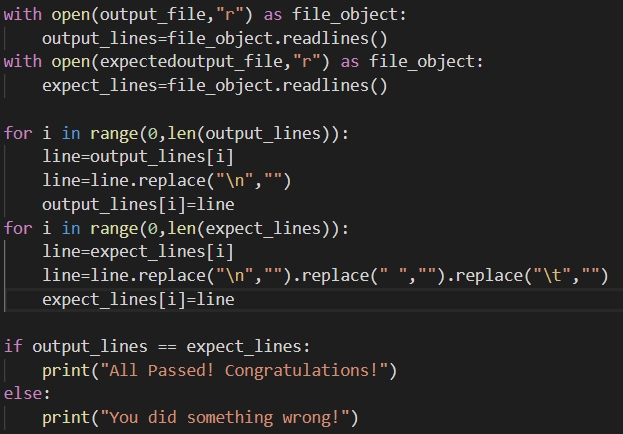 with open(output_file,"r") as file_object:
    output_lines=file_object.readlines()
with open(expectedoutput_file,"r") as file_object:
    expect_lines=file_object.readlines()

for i in range(0,len(output_lines)):
    line=output_lines[i]
    line=line.replace("\n","")
    output_lines[i]=line
for i in range(0,len(expect_lines)):
    line=expect_lines[i]
    line=line.replace("\n","").replace(" ","").replace("\t","")
    expect_lines[i]=line

if output_lines == expect_lines:
    print("All Passed! Congratulations!")
else:
    print("You did something wrong!")